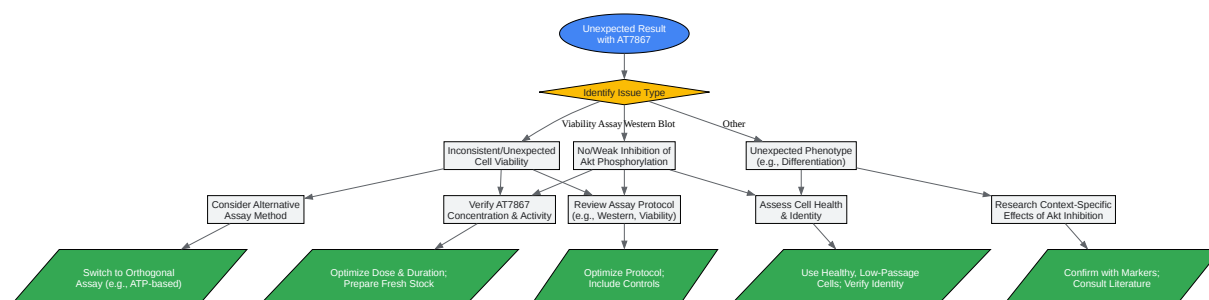 Unexpected Result
with AT7867
Identify Issue Type
Viability Assay
Western Blot
Other
Inconsistent/Unexpected
Cell Viability
No/Weak Inhibition of
Akt Phosphorylation
Unexpected Phenotype
(e.g., Differentiation)
Consider Alternative
Assay Method
Verify AT7867
Concentration & Activity
Review Assay Protocol
(e.g., Western, Viability)
Assess Cell Health
& Identity
Research Context-Specific
Effects of Akt Inhibition
Switch to Orthogonal
Assay (e.g., ATP-based)
Optimize Dose & Duration;
Prepare Fresh Stock
Optimize Protocol;
Include Controls
Use Healthy, Low-Passage
Cells; Verify Identity
Confirm with Markers;
Consult Literature